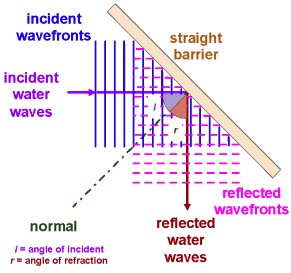 incident
wavefronts
straight
barrier
incident
water
waves
i
r
normal
reflected
water
waves
reflected
wavefronts
i = angle of incident
r = angle of refraction